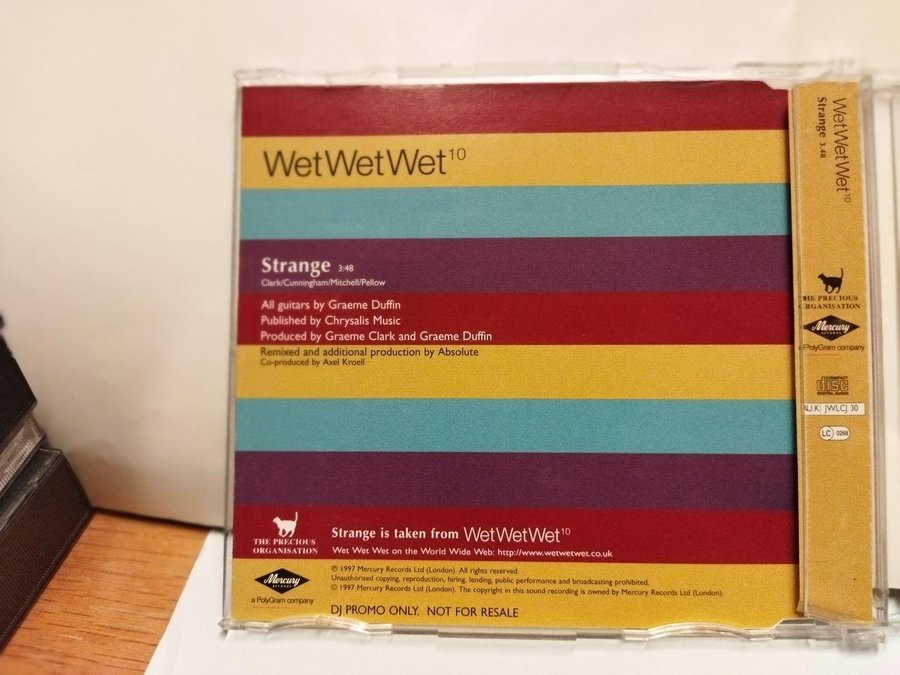 WetWetWet10
Strange 3:48
Clark/Cunningham/Mitchell/Pellow
All guitars by Graeme Duffin
Published by Chrysalis Music
Produced by Graeme Clark and Graeme Duffin
Remixed and additional production by Absolute
Co-produced by Axel Kroell
THE PRECIOUS
ORGANISATION
Strange is taken from WetWetWet10
Wet Wet Wet on the World Wide Web: http://www.wetwetwet.co.uk
Mercury
RECORDS
a PolyGram company
℗ 1997 Mercury Records Ltd (London). All rights reserved.
Unauthorised copying, reproduction, hiring, lending, public performance and broadcasting prohibited.
© 1997 Mercury Records Ltd (London). The copyright in this sound recording is owned by Mercury Records Ltd (London).
DJ PROMO ONLY. NOT FOR RESALE
WetWetWet10
Strange 3:48
THE PRECIOUS
ORGANISATION
Mercury
RECORDS
a PolyGram company
COMPACT
disc
DIGITAL AUDIO
U.K JWLCJ 30
LC 0268